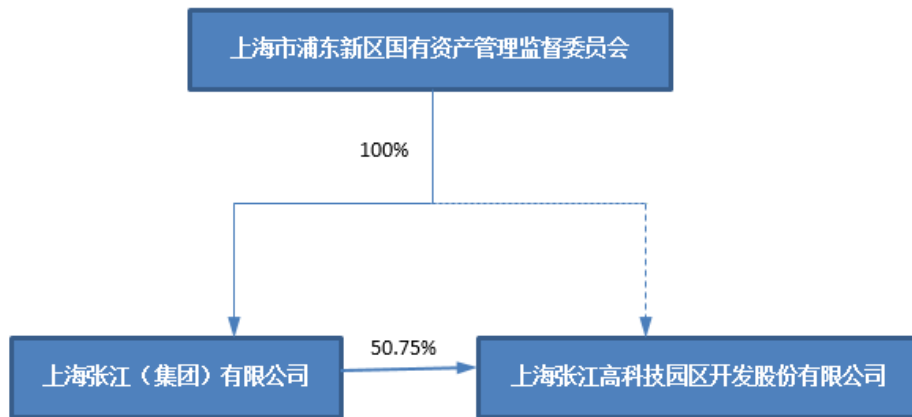 上海市浦东新区国有资产管理监督委员会
100%
50.75%
上海张江（集团）有限公司
上海张江高科技园区开发股份有限公司